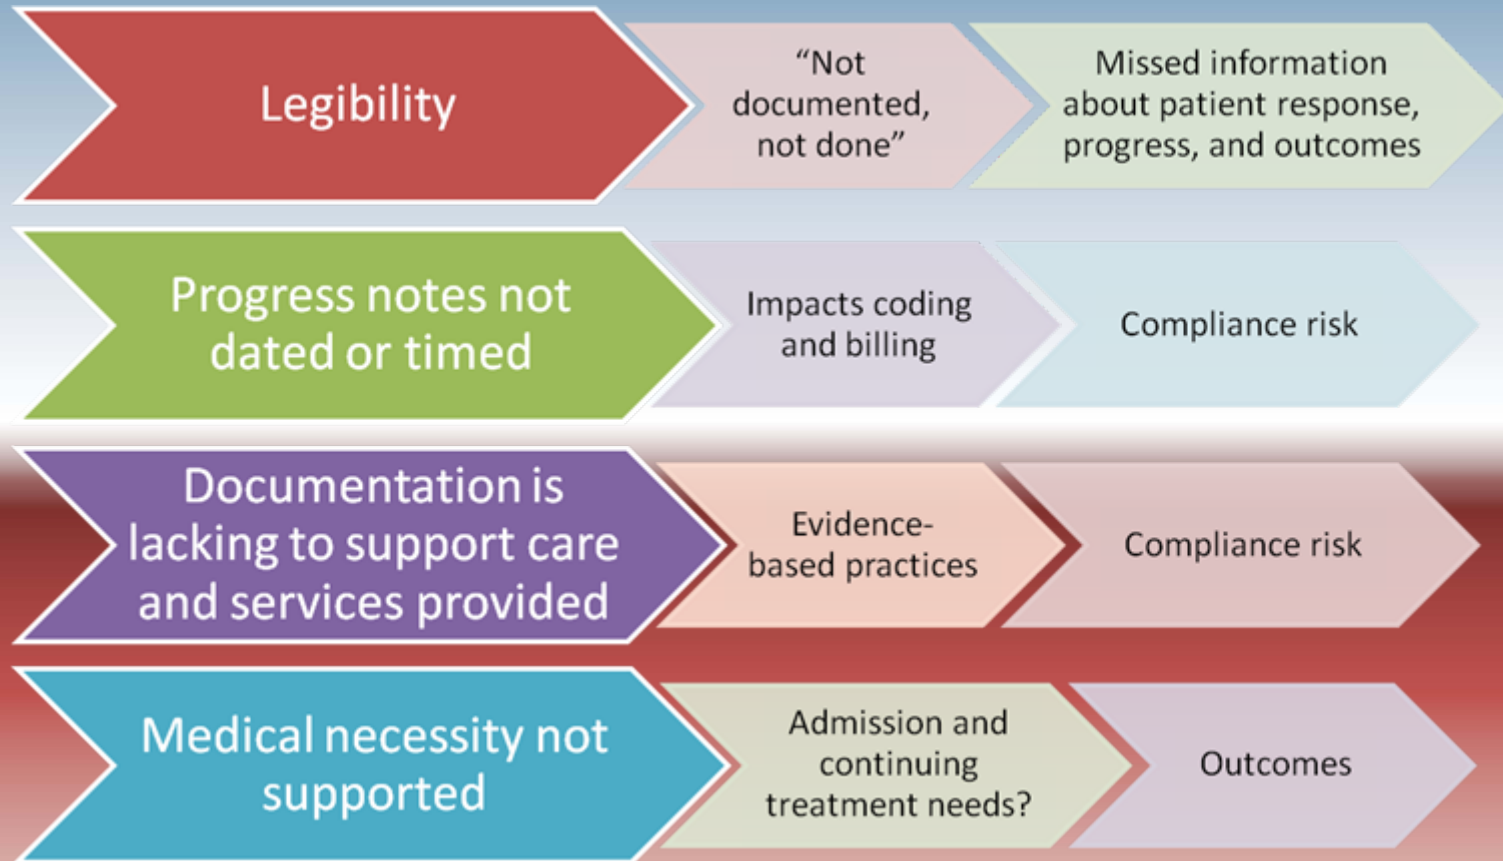 Legibility
“Not
documented,
not done”
Missed information
about patient response,
progress, and outcomes
Progress notes not
dated or timed
Impacts coding
and billing
Compliance risk
Documentation is
lacking to support care
and services provided
Evidence-
based practices
Compliance risk
Medical necessity not
supported
Admission and
continuing
treatment needs?
Outcomes